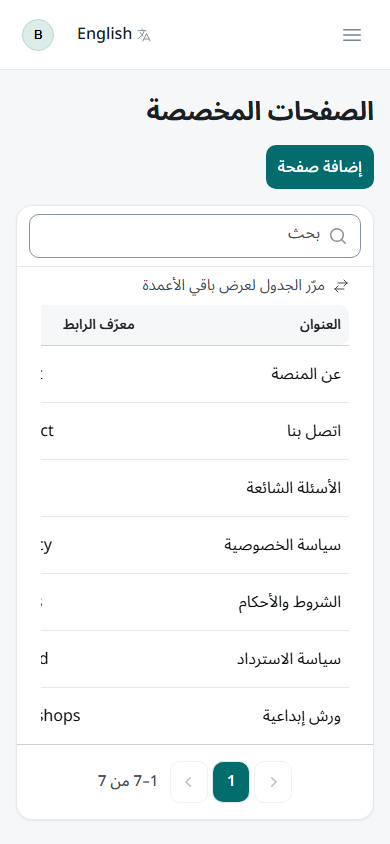 B
English
الصفحات المخصصة
إضافة صفحة
بحث
مرّر الجدول لعرض باقي الأعمدة
العنوان معرّف الرابط
عن المنصة
اتصل بنا ct
الأسئلة الشائعة
سياسة الخصوصية cy
الشروط والأحكام
سياسة الاسترداد d
ورش إبداعية shops
1
1–7 من 7